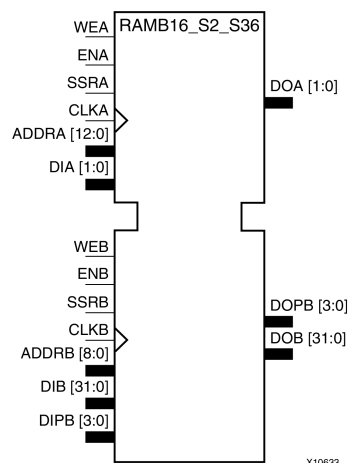 WEA
RAMB16_S2_S36
ENA
SSRA
DOA [1:0]
CLKA
ADDRA [12:0]
DIA [1:0]
WEB
ENB
SSRB
DOPB [3:0]
CLKB
DOB [31:0]
ADDRB [8:0]
DIB [31:0]
DIPB [3:0]
X10633